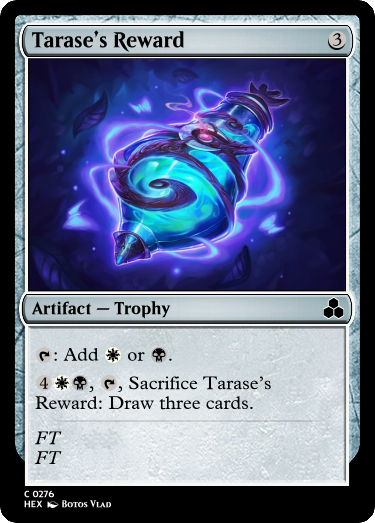 Tarase's Reward 3
Artifact — Trophy
: Add or .
4 , , Sacrifice Tarase's
Reward: Draw three cards.
FT
FT
C 0276
HEX Botos Vlad